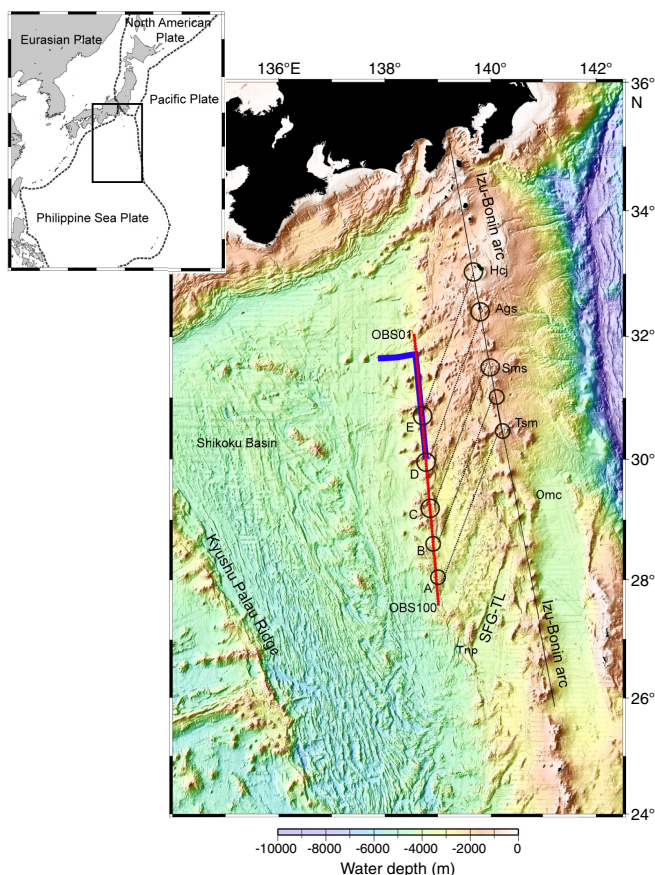 North American
Plate
Eurasian Plate
Pacific Plate
Philippine Sea Plate
136°E
138°
140°
142°
36°
N
34°
32°
30°
28°
26°
24°
Izu-Bonin arc
Hcj
Ags
OBS01
Sms
E
Tsm
Shikoku Basin
D
Omc
C
B
A
OBS100
Kyushu Palau Ridge
SFG-TL
Izu-Bonin arc
Tnp
-10000 -8000 -6000 -4000 -2000 0
Water depth (m)